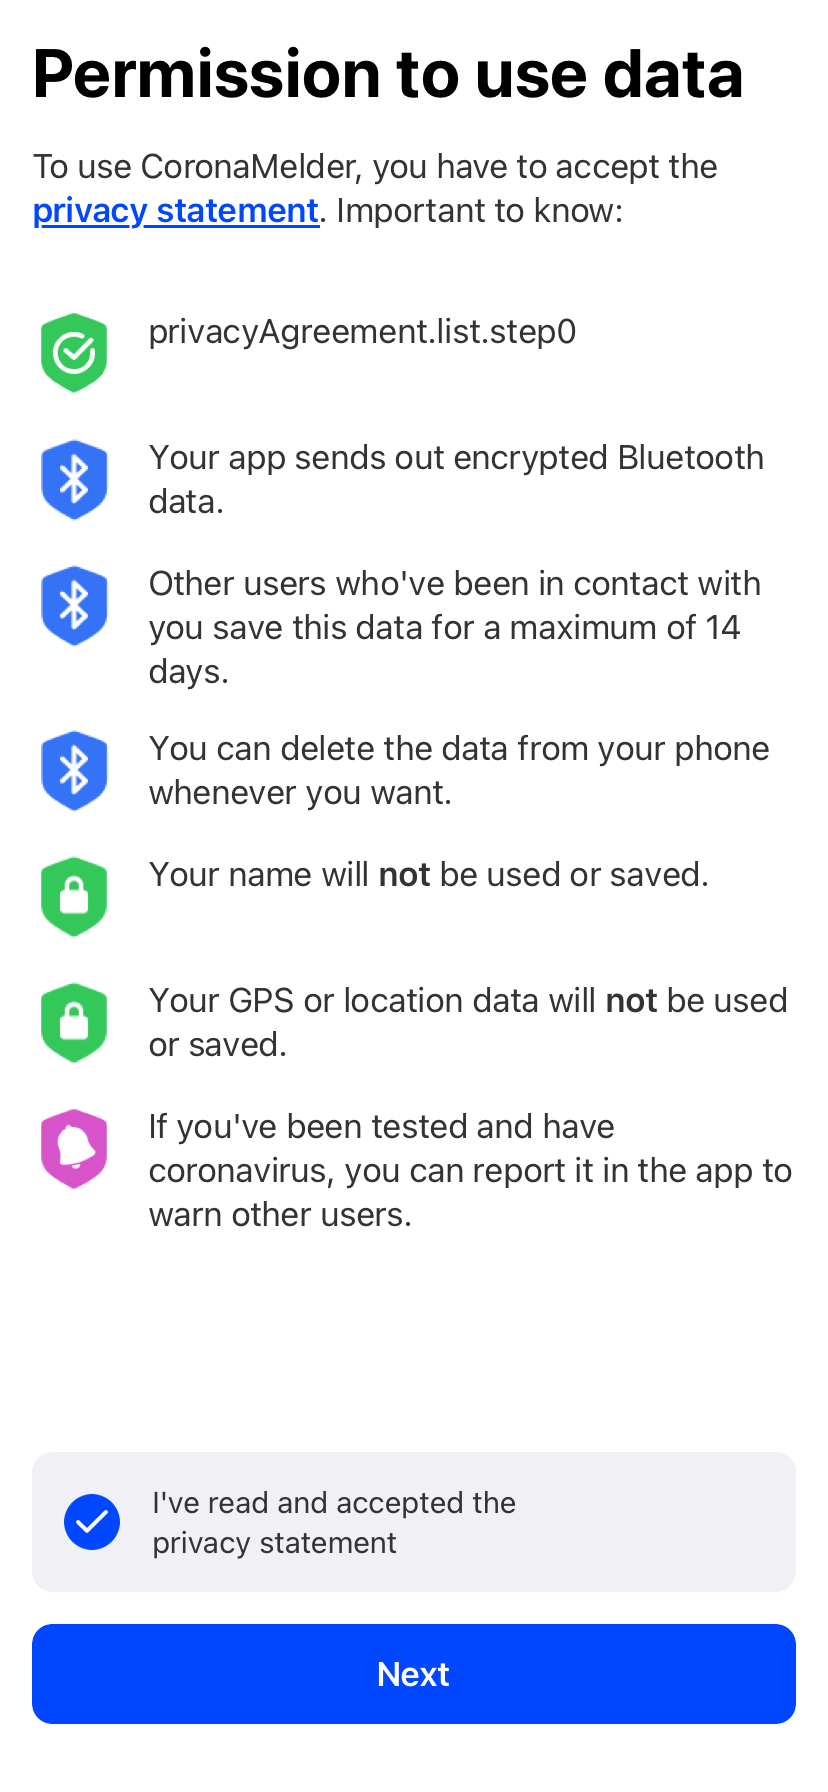 Permission to use data
To use CoronaMelder, you have to accept the
privacy statement. Important to know:
privacyAgreement.list.step0
Your app sends out encrypted Bluetooth
data.
Other users who've been in contact with
you save this data for a maximum of 14
days.
You can delete the data from your phone
whenever you want.
Your name will not be used or saved.
Your GPS or location data will not be used
or saved.
If you've been tested and have
coronavirus, you can report it in the app to
warn other users.
I've read and accepted the
privacy statement
Next